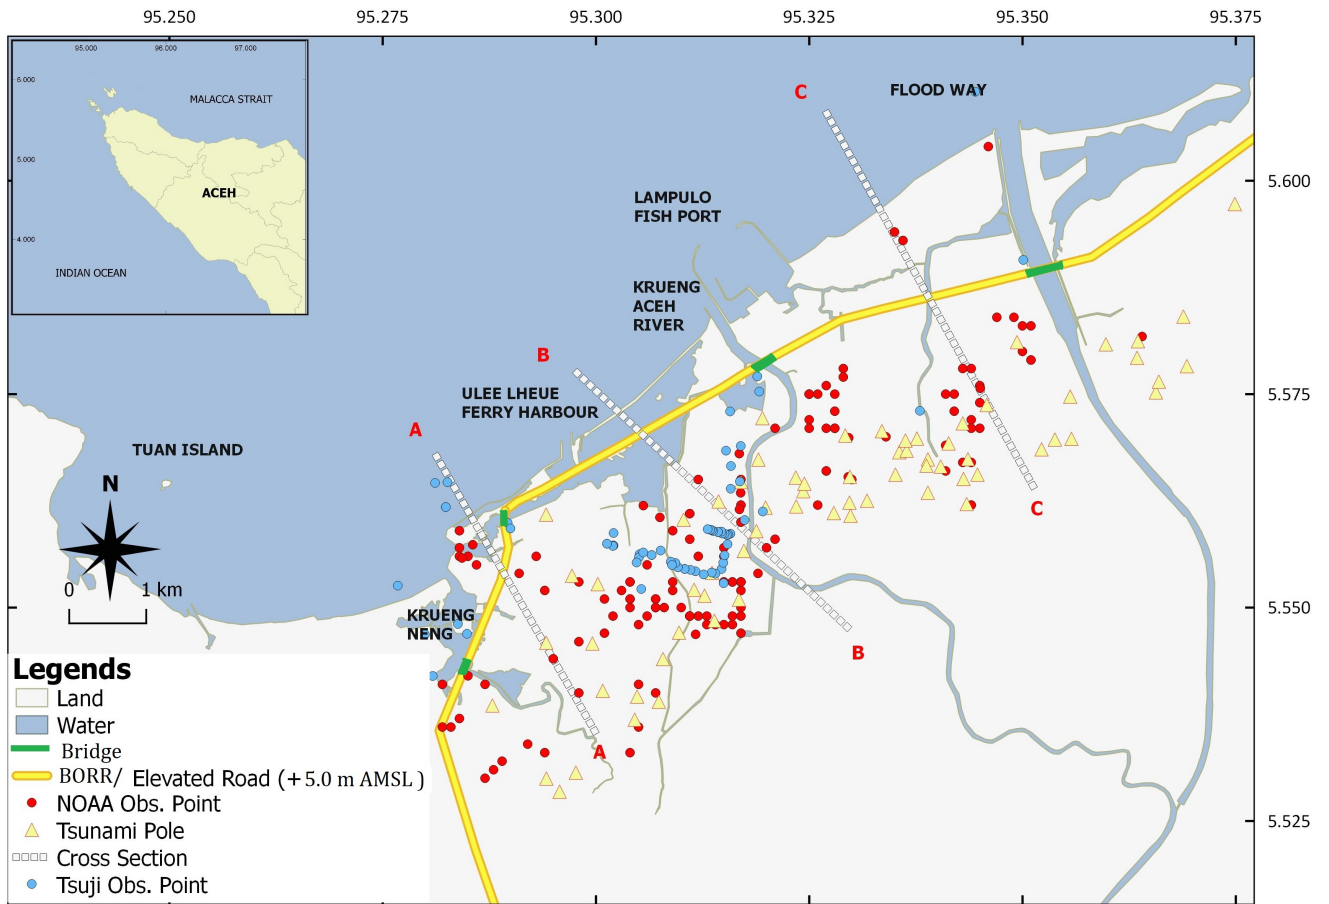 95.250
95.275
95.300
95.325
95.350
95.375
95.000
96.000
97.000
6.000
5.000
4.000
MALACCA STRAIT
ACEH
INDIAN OCEAN
C
FLOOD WAY
5.600
LAMPULO
FISH PORT
KRUENG
ACEH
RIVER
B
ULEE LHEUE
FERRY HARBOUR
5.575
A
TUAN ISLAND
N
0
1 km
C
5.550
KRUENG
NENG
B
A
5.525
Legends
Land
Water
Bridge
BORR/ Elevated Road (+5.0 m AMSL )
NOAA Obs. Point
Tsunami Pole
Cross Section
Tsuji Obs. Point